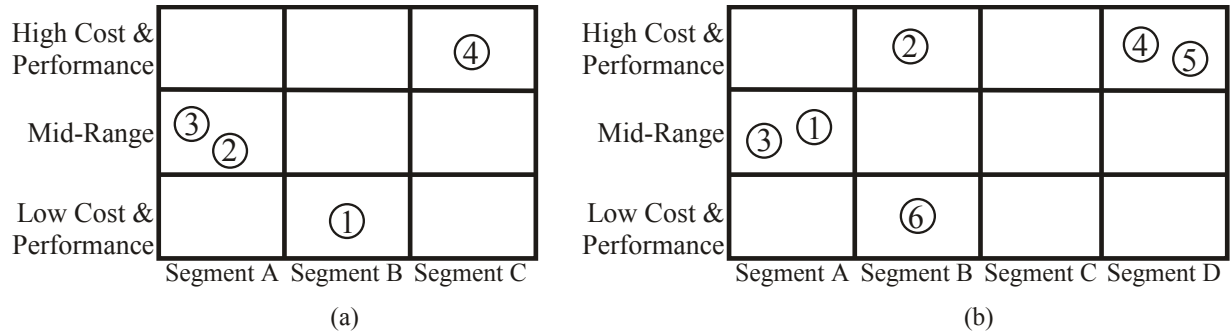 High Cost &
Performance
④
③
②
Mid-Range
Low Cost &
Performance
①
Segment A Segment B Segment C
(a)
High Cost &
Performance
②
④
⑤
Mid-Range
③
①
Low Cost &
Performance
⑥
Segment A Segment B Segment C Segment D
(b)